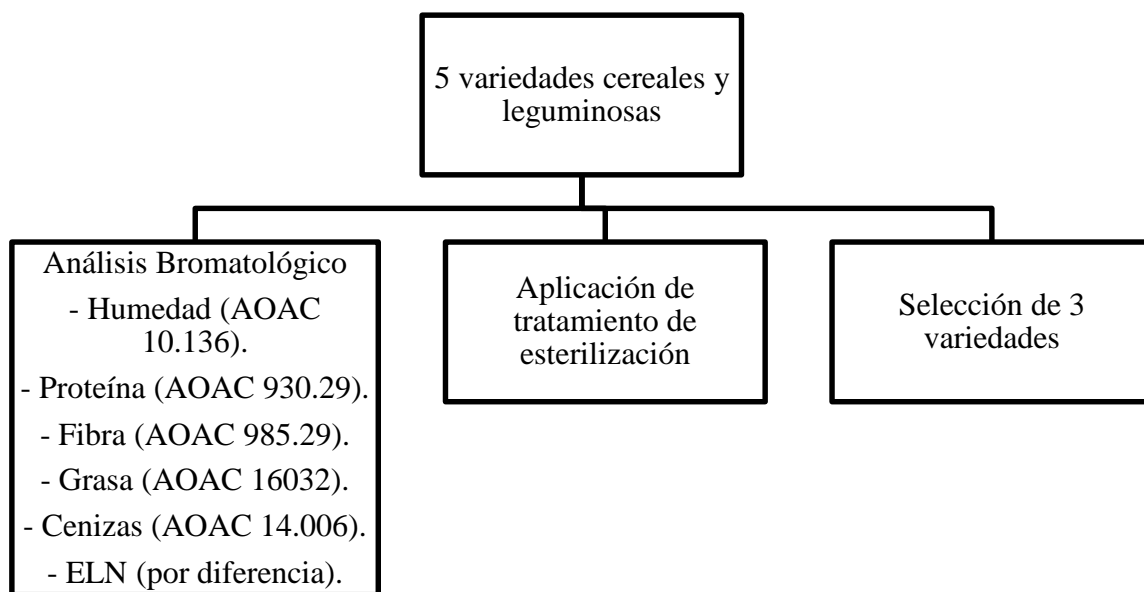 5 variedades cereales y
leguminosas
Análisis Bromatológico
- Humedad (AOAC
10.136).
- Proteína (AOAC 930.29).
- Fibra (AOAC 985.29).
- Grasa (AOAC 16032).
- Cenizas (AOAC 14.006).
- ELN (por diferencia).
Aplicación de
tratamiento de
esterilización
Selección de 3
variedades